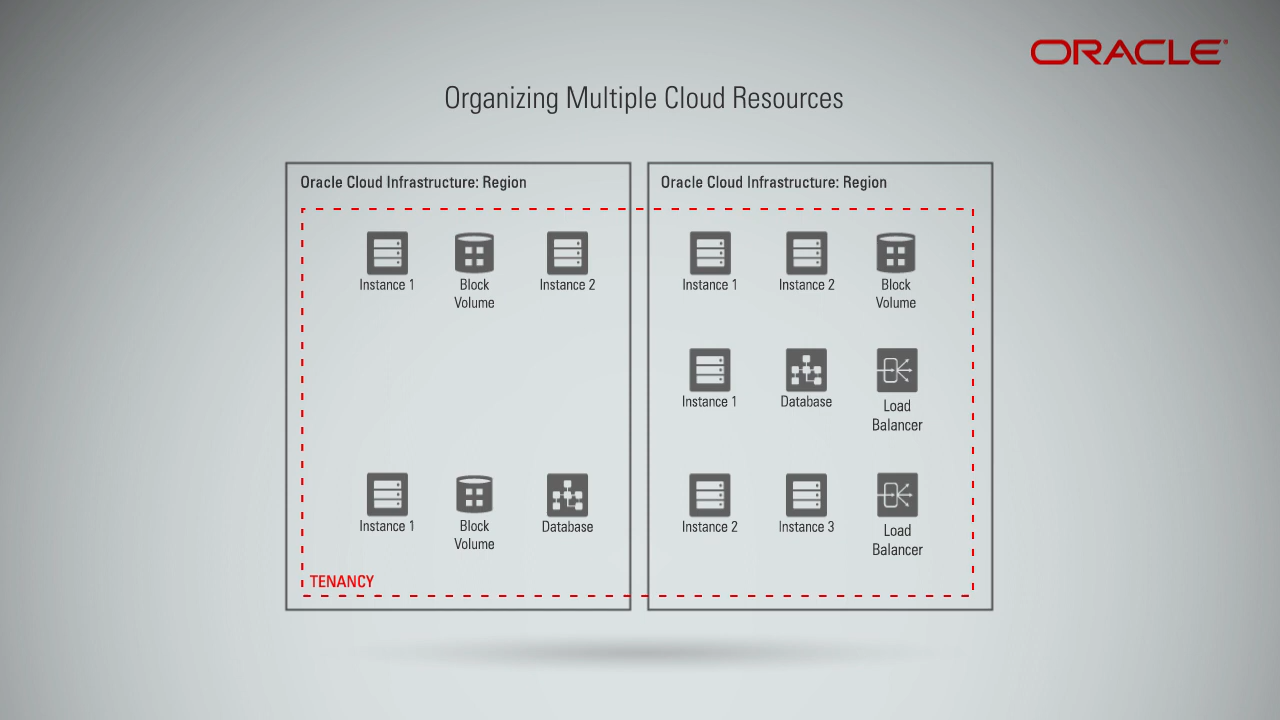 ORACLE
Organizing Multiple Cloud Resources
Oracle Cloud Infrastructure: Region
Instance 1
Block
Volume
Instance 2
Instance 1
Block
Volume
Database
TENANCY
Oracle Cloud Infrastructure: Region
Instance 1
Instance 2
Block
Volume
Instance 1
Database
Load
Balancer
Instance 2
Instance 3
Load
Balancer